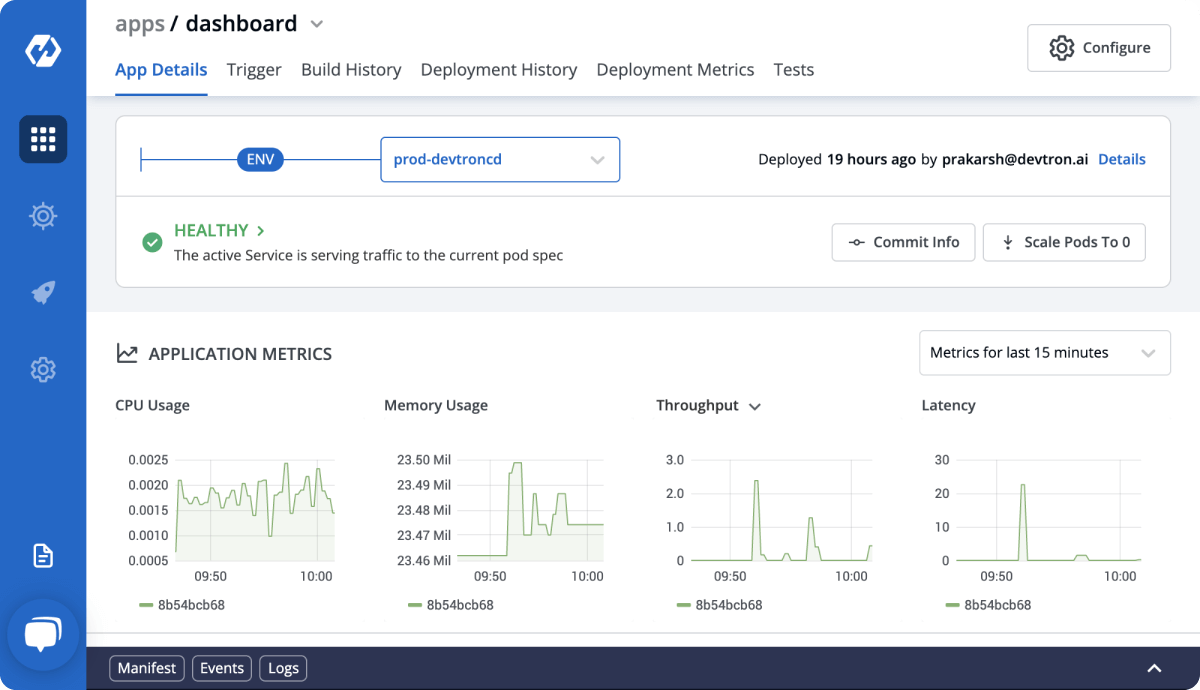 apps / dashboard
Configure
App Details Trigger Build History Deployment History Deployment Metrics Tests
ENV prod-devtroncd Deployed 19 hours ago by prakarsh@devtron.ai Details
HEALTHY
The active Service is serving traffic to the current pod spec
Commit Info Scale Pods To 0
APPLICATION METRICS Metrics for last 15 minutes
CPU Usage
0.0025
0.0020
0.0015
0.0010
0.0005
09:50 10:00
8b54bcb68
Memory Usage
23.50 Mil
23.49 Mil
23.48 Mil
23.47 Mil
23.46 Mil
09:50 10:00
8b54bcb68
Throughput
3.0
2.0
1.0
0
09:50 10:00
8b54bcb68
Latency
30
20
10
0
09:50 10:00
8b54bcb68
Manifest Events Logs